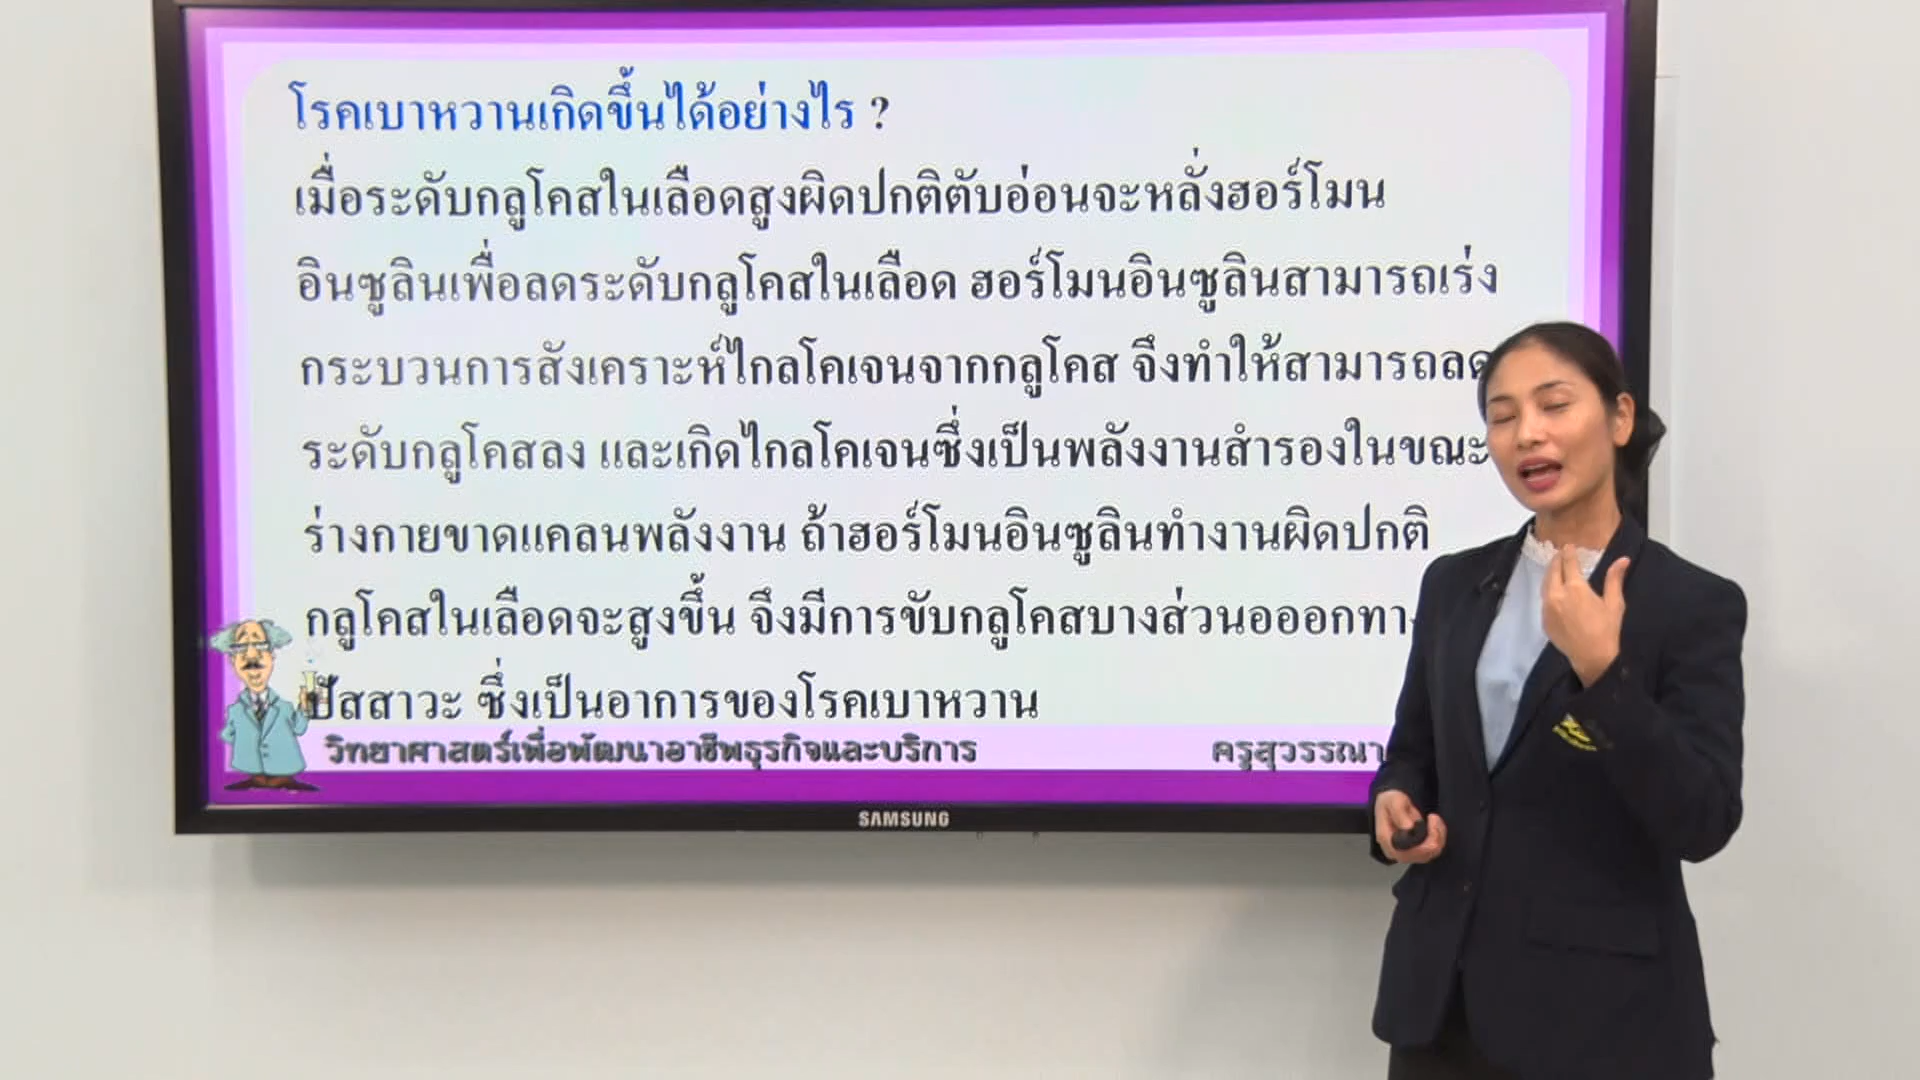 โรคเบาหวานเกิดขึ้นได้อย่างไร ?
เมื่อระดับกลูโคสในเลือดสูงผิดปกติตับอ่อนจะหลั่งฮอร์โมน
อินซูลินเพื่อลดระดับกลูโคสในเลือด ฮอร์โมนอินซูลินสามารถเร่ง
กระบวนการสังเคราะห์ไกลโคเจนจากกลูโคส จึงทำให้สามารถลด
ระดับกลูโคสลง และเกิดไกลโคเจนซึ่งเป็นพลังงานสำรองในขณะ
ร่างกายขาดแคลนพลังงาน ถ้าฮอร์โมนอินซูลินทำงานผิดปกติ
กลูโคสในเลือดจะสูงขึ้น จึงมีการขับกลูโคสบางส่วนอออกทา
ปัสสาวะ ซึ่งเป็นอาการของโรคเบาหวาน
วิทยาศาสตร์เพื่อพัฒนาอาชีพธุรกิจและบริการ ครูสุวรรณา
SAMSUNG